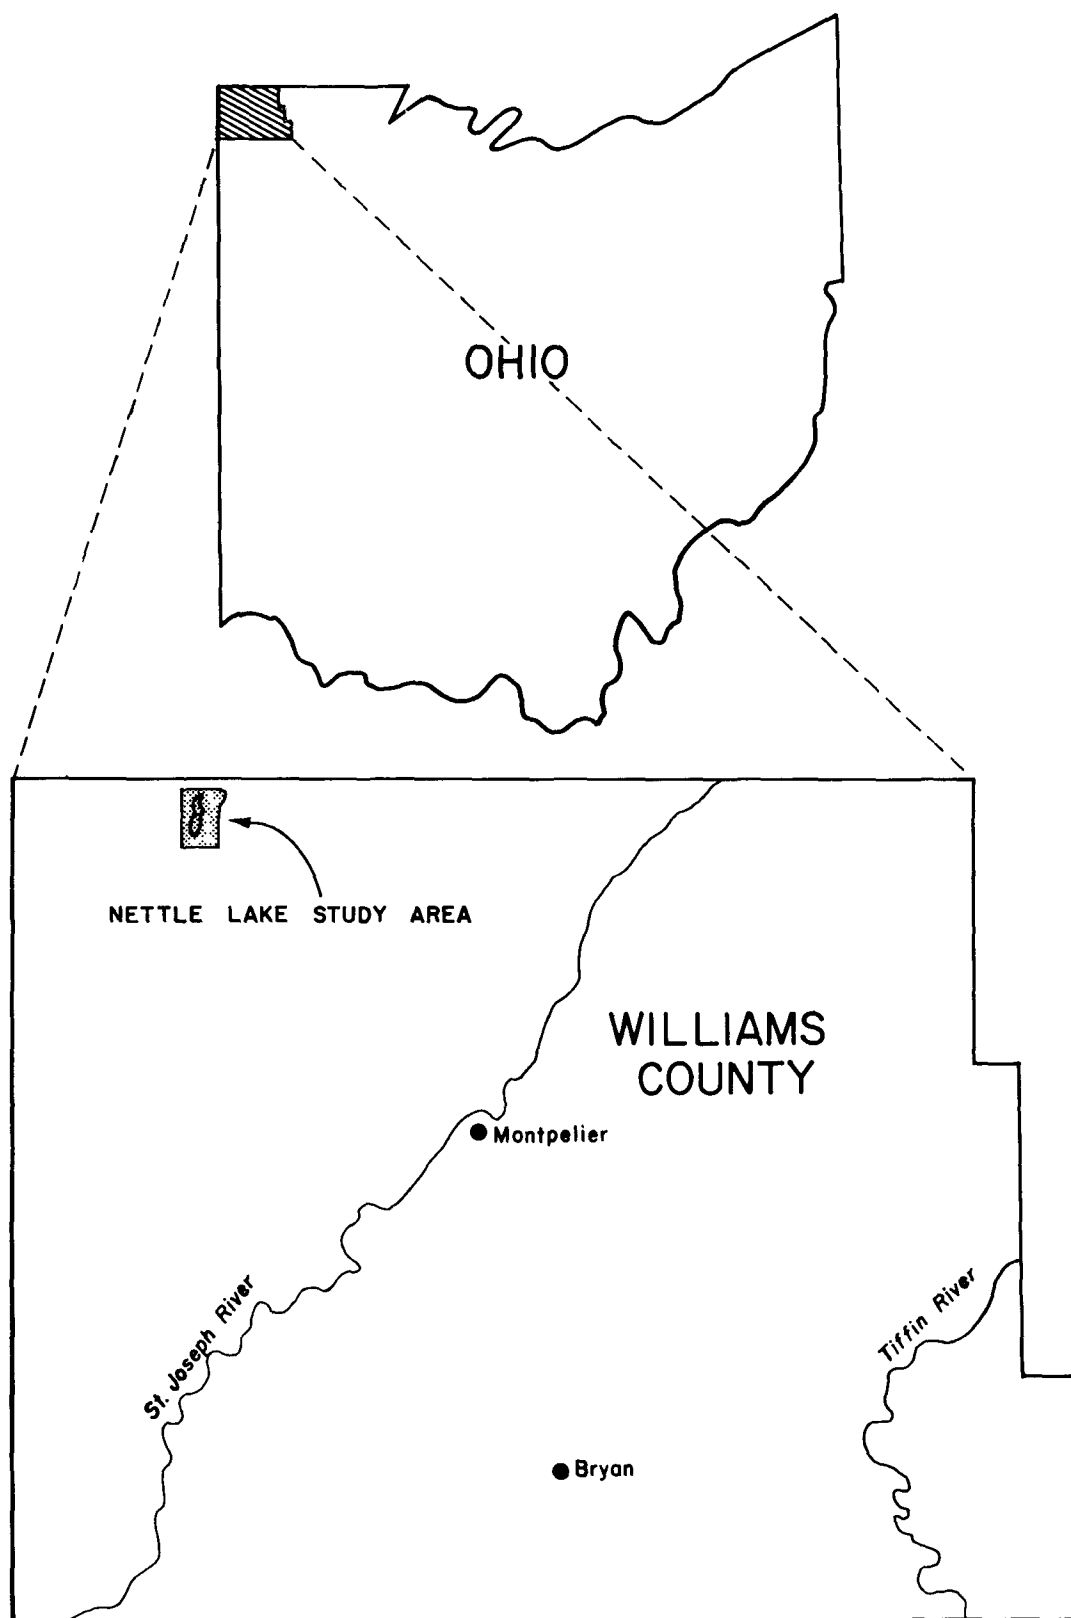 OHIO
NETTLE LAKE STUDY AREA
WILLIAMS
COUNTY
Montpelier
St. Joseph River
Tiffin River
Bryan